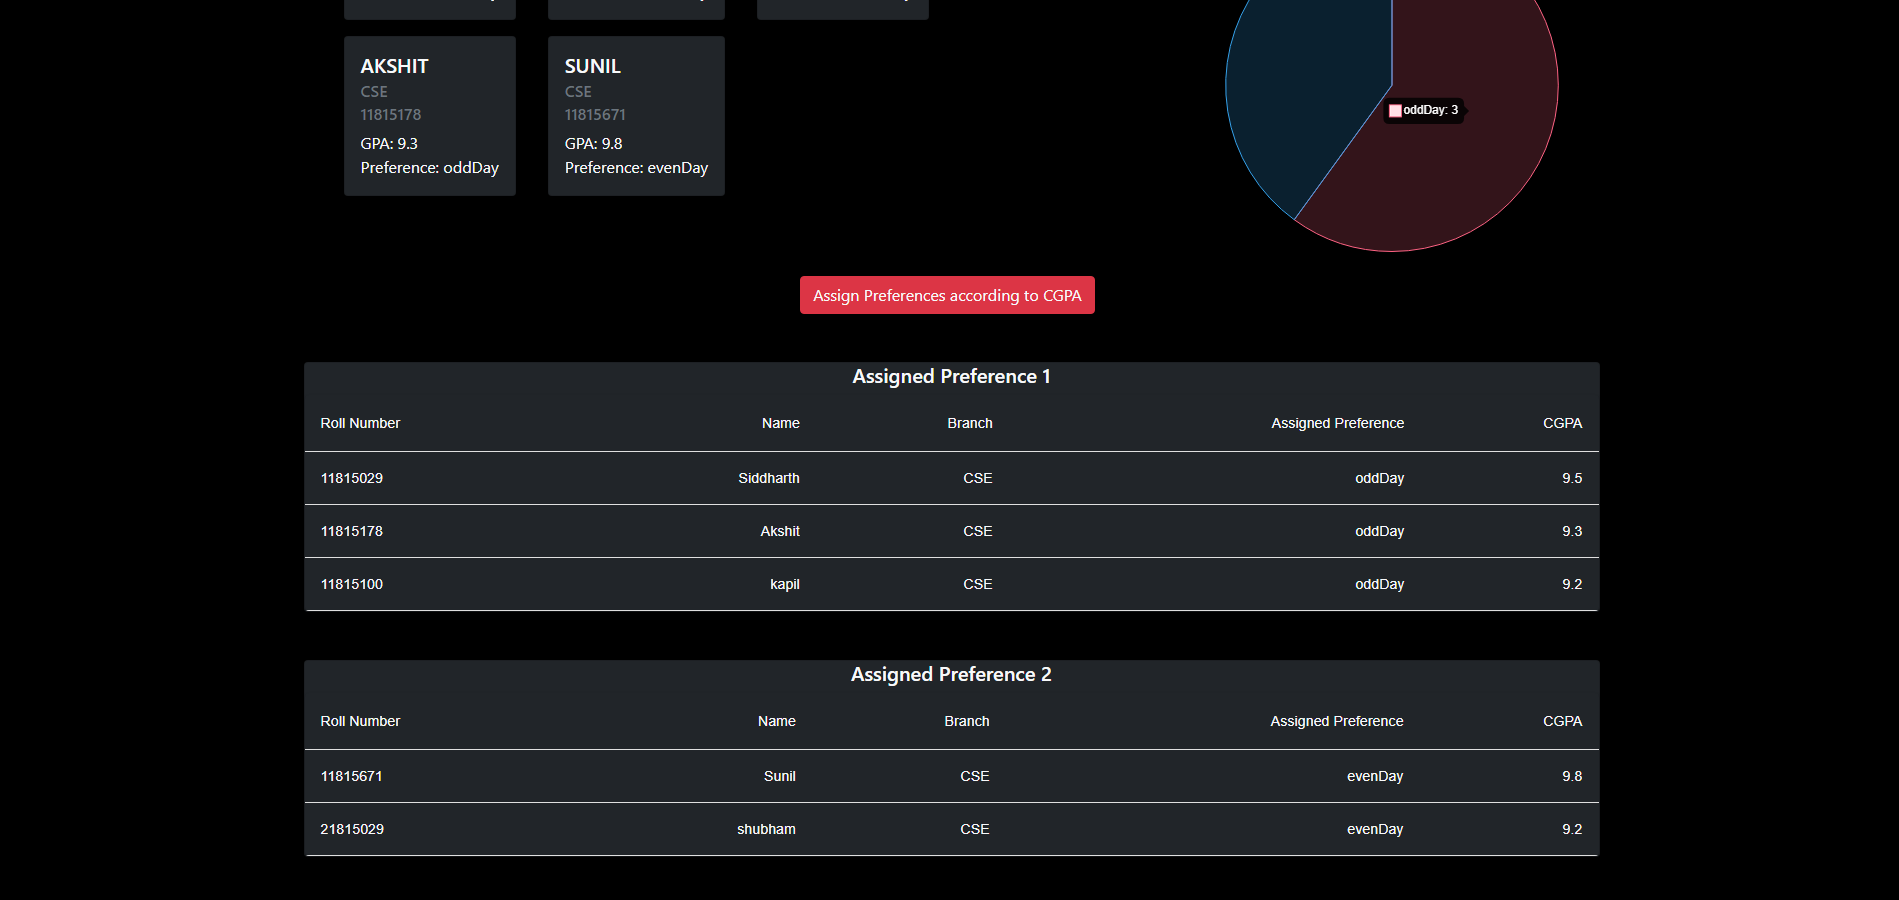 AKSHIT
CSE
11815178
GPA: 9.3
Preference: oddDay
SUNIL
CSE
11815671
GPA: 9.8
Preference: evenDay
oddDay: 3
Assign Preferences according to CGPA
Assigned Preference 1
Roll Number Name Branch Assigned Preference CGPA
11815029 Siddharth CSE oddDay 9.5
11815178 Akshit CSE oddDay 9.3
11815100 kapil CSE oddDay 9.2
Assigned Preference 2
Roll Number Name Branch Assigned Preference CGPA
11815671 Sunil CSE evenDay 9.8
21815029 shubham CSE evenDay 9.2